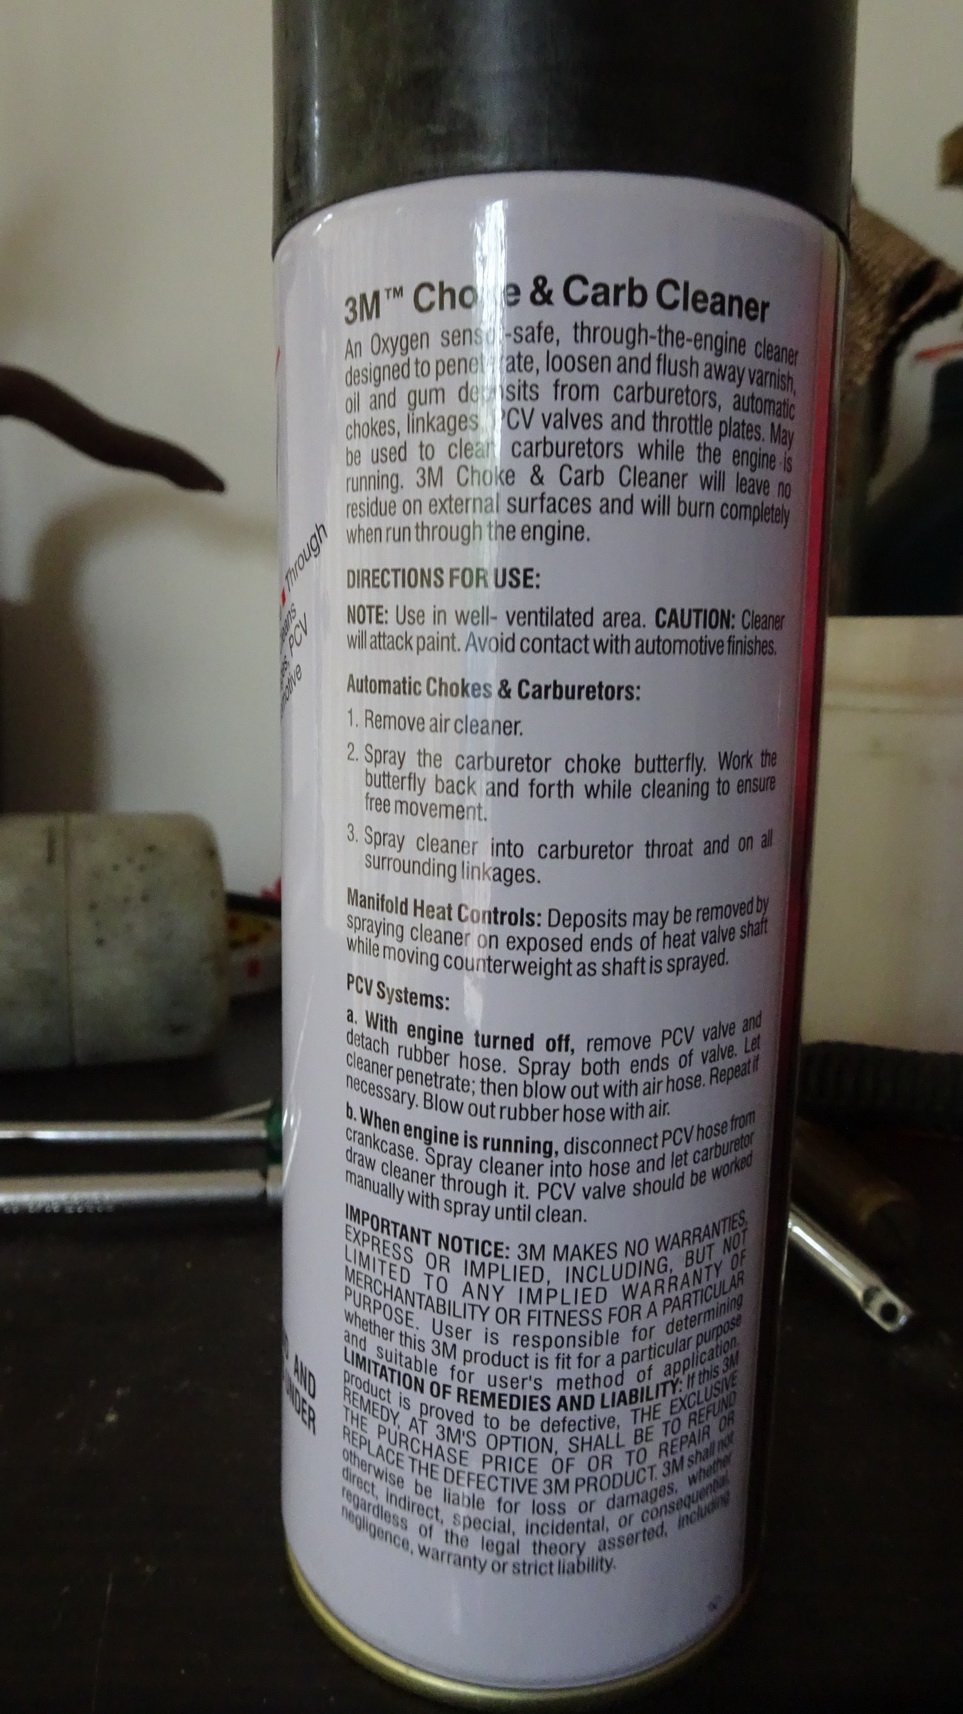 3M™ Choke & Carb Cleaner
An Oxygen sensor-safe, through-the-engine cleaner
designed to penetrate, loosen and flush away varnish,
oil and gum deposits from carburetors, automatic
chokes, linkages, PCV valves and throttle plates. May
be used to clean carburetors while the engine is
running. 3M Choke & Carb Cleaner will leave no
residue on external surfaces and will burn completely
when run through the engine.
DIRECTIONS FOR USE:
NOTE: Use in well- ventilated area. CAUTION: Cleaner
will attack paint. Avoid contact with automotive finishes.
Automatic Chokes & Carburetors:
1. Remove air cleaner.
2. Spray the carburetor choke butterfly. Work the
butterfly back and forth while cleaning to ensure
free movement.
3. Spray cleaner into carburetor throat and on all
surrounding linkages.
Manifold Heat Controls: Deposits may be removed by
spraying cleaner on exposed ends of heat valve shaft
while moving counterweight as shaft is sprayed.
PCV Systems:
a. With engine turned off, remove PCV valve and
detach rubber hose. Spray both ends of valve. Let
cleaner penetrate; then blow out with air hose. Repeat if
necessary. Blow out rubber hose with air.
b. When engine is running, disconnect PCV hose from
crankcase. Spray cleaner into hose and let carburetor
draw cleaner through it. PCV valve should be worked
manually with spray until clean.
IMPORTANT NOTICE: 3M MAKES NO WARRANTIES,
EXPRESS OR IMPLIED, INCLUDING, BUT NOT
LIMITED TO ANY IMPLIED WARRANTY OF
MERCHANTABILITY OR FITNESS FOR A PARTICULAR
PURPOSE. User is responsible for determining
whether this 3M product is fit for a particular purpose
and suitable for user's method of application.
LIMITATION OF REMEDIES AND LIABILITY: If this 3M
product is proved to be defective, THE EXCLUSIVE
REMEDY, AT 3M'S OPTION, SHALL BE TO REFUND
THE PURCHASE PRICE OF OR TO REPAIR OR
REPLACE THE DEFECTIVE 3M PRODUCT. 3M shall not
otherwise be liable for loss or damages, whether
direct, indirect, special, incidental, or consequential,
regardless of the legal theory asserted, including
negligence, warranty or strict liability.
Through
PCV
AND